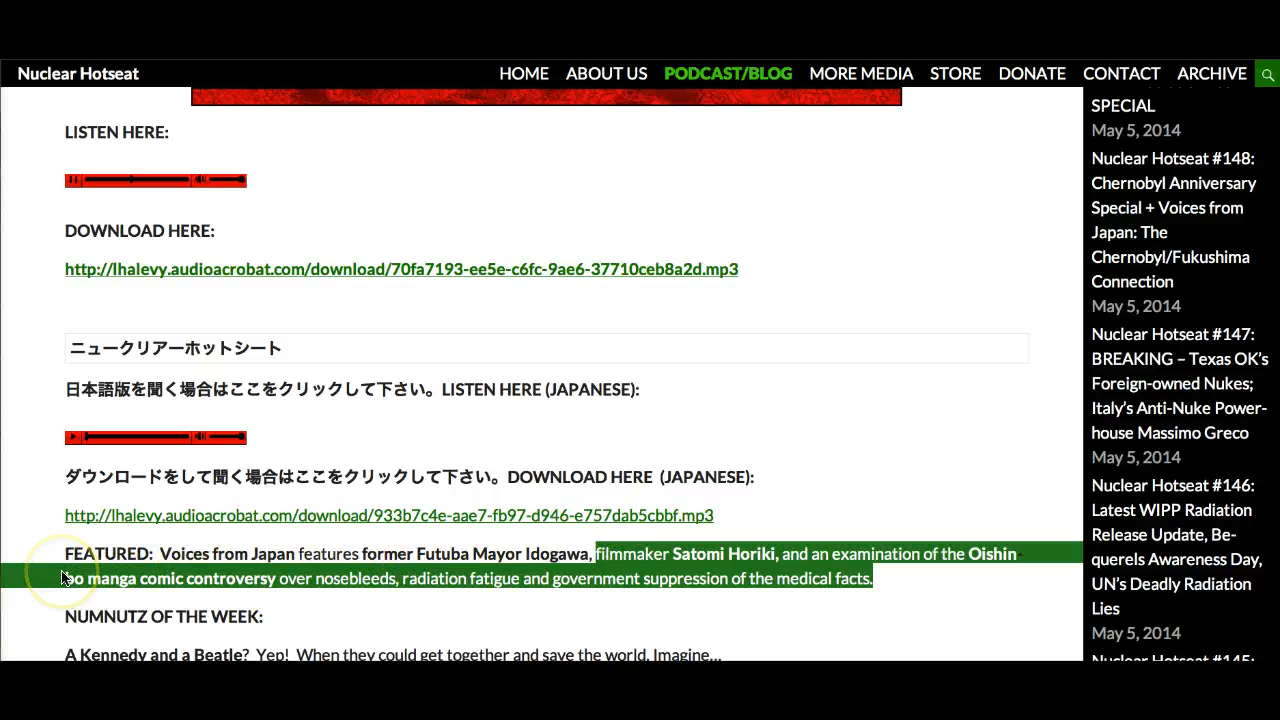 Nuclear Hotseat
HOME ABOUT US PODCAST/BLOG MORE MEDIA STORE DONATE CONTACT ARCHIVE
LISTEN HERE:
DOWNLOAD HERE:
http://lhalevy.audioacrobat.com/download/70fa7193-ee5e-c6fc-9ae6-37710ceb8a2d.mp3
ニュークリアーホットシート
日本語版を聞く場合はここをクリックして下さい。LISTEN HERE (JAPANESE):
ダウンロードをして聞く場合はここをクリックして下さい。DOWNLOAD HERE (JAPANESE):
http://lhalevy.audioacrobat.com/download/933b7c4e-aae7-fb97-d946-e757dab5cbbf.mp3
FEATURED: Voices from Japan features former Futuba Mayor Idogawa, filmmaker Satomi Horiki, and an examination of the Oishin-
bo manga comic controversy over nosebleeds, radiation fatigue and government suppression of the medical facts.
NUMNUTZ OF THE WEEK:
A Kennedy and a Beatle? Yep! When they could get together and save the world. Imagine…
SPECIAL
May 5, 2014
Nuclear Hotseat #148:
Chernobyl Anniversary
Special + Voices from
Japan: The
Chernobyl/Fukushima
Connection
May 5, 2014
Nuclear Hotseat #147:
BREAKING – Texas OK's
Foreign-owned Nukes;
Italy's Anti-Nuke Power-
house Massimo Greco
May 5, 2014
Nuclear Hotseat #146:
Latest WIPP Radiation
Release Update, Be-
querels Awareness Day,
UN's Deadly Radiation
Lies
May 5, 2014
Nuclear Hotseat #145: